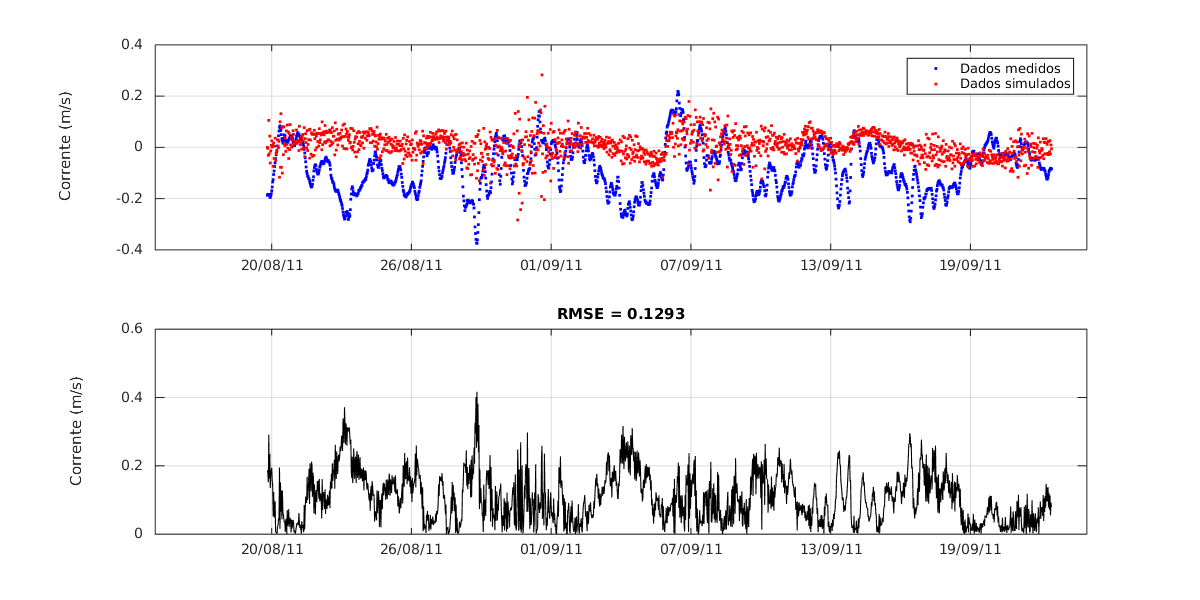 0.4
0.2
0
-0.2
-0.4
Corrente (m/s)
Dados medidos
Dados simulados
20/08/11 26/08/11 01/09/11 07/09/11 13/09/11 19/09/11
RMSE = 0.1293
0.6
0.4
0.2
0
Corrente (m/s)
20/08/11 26/08/11 01/09/11 07/09/11 13/09/11 19/09/11